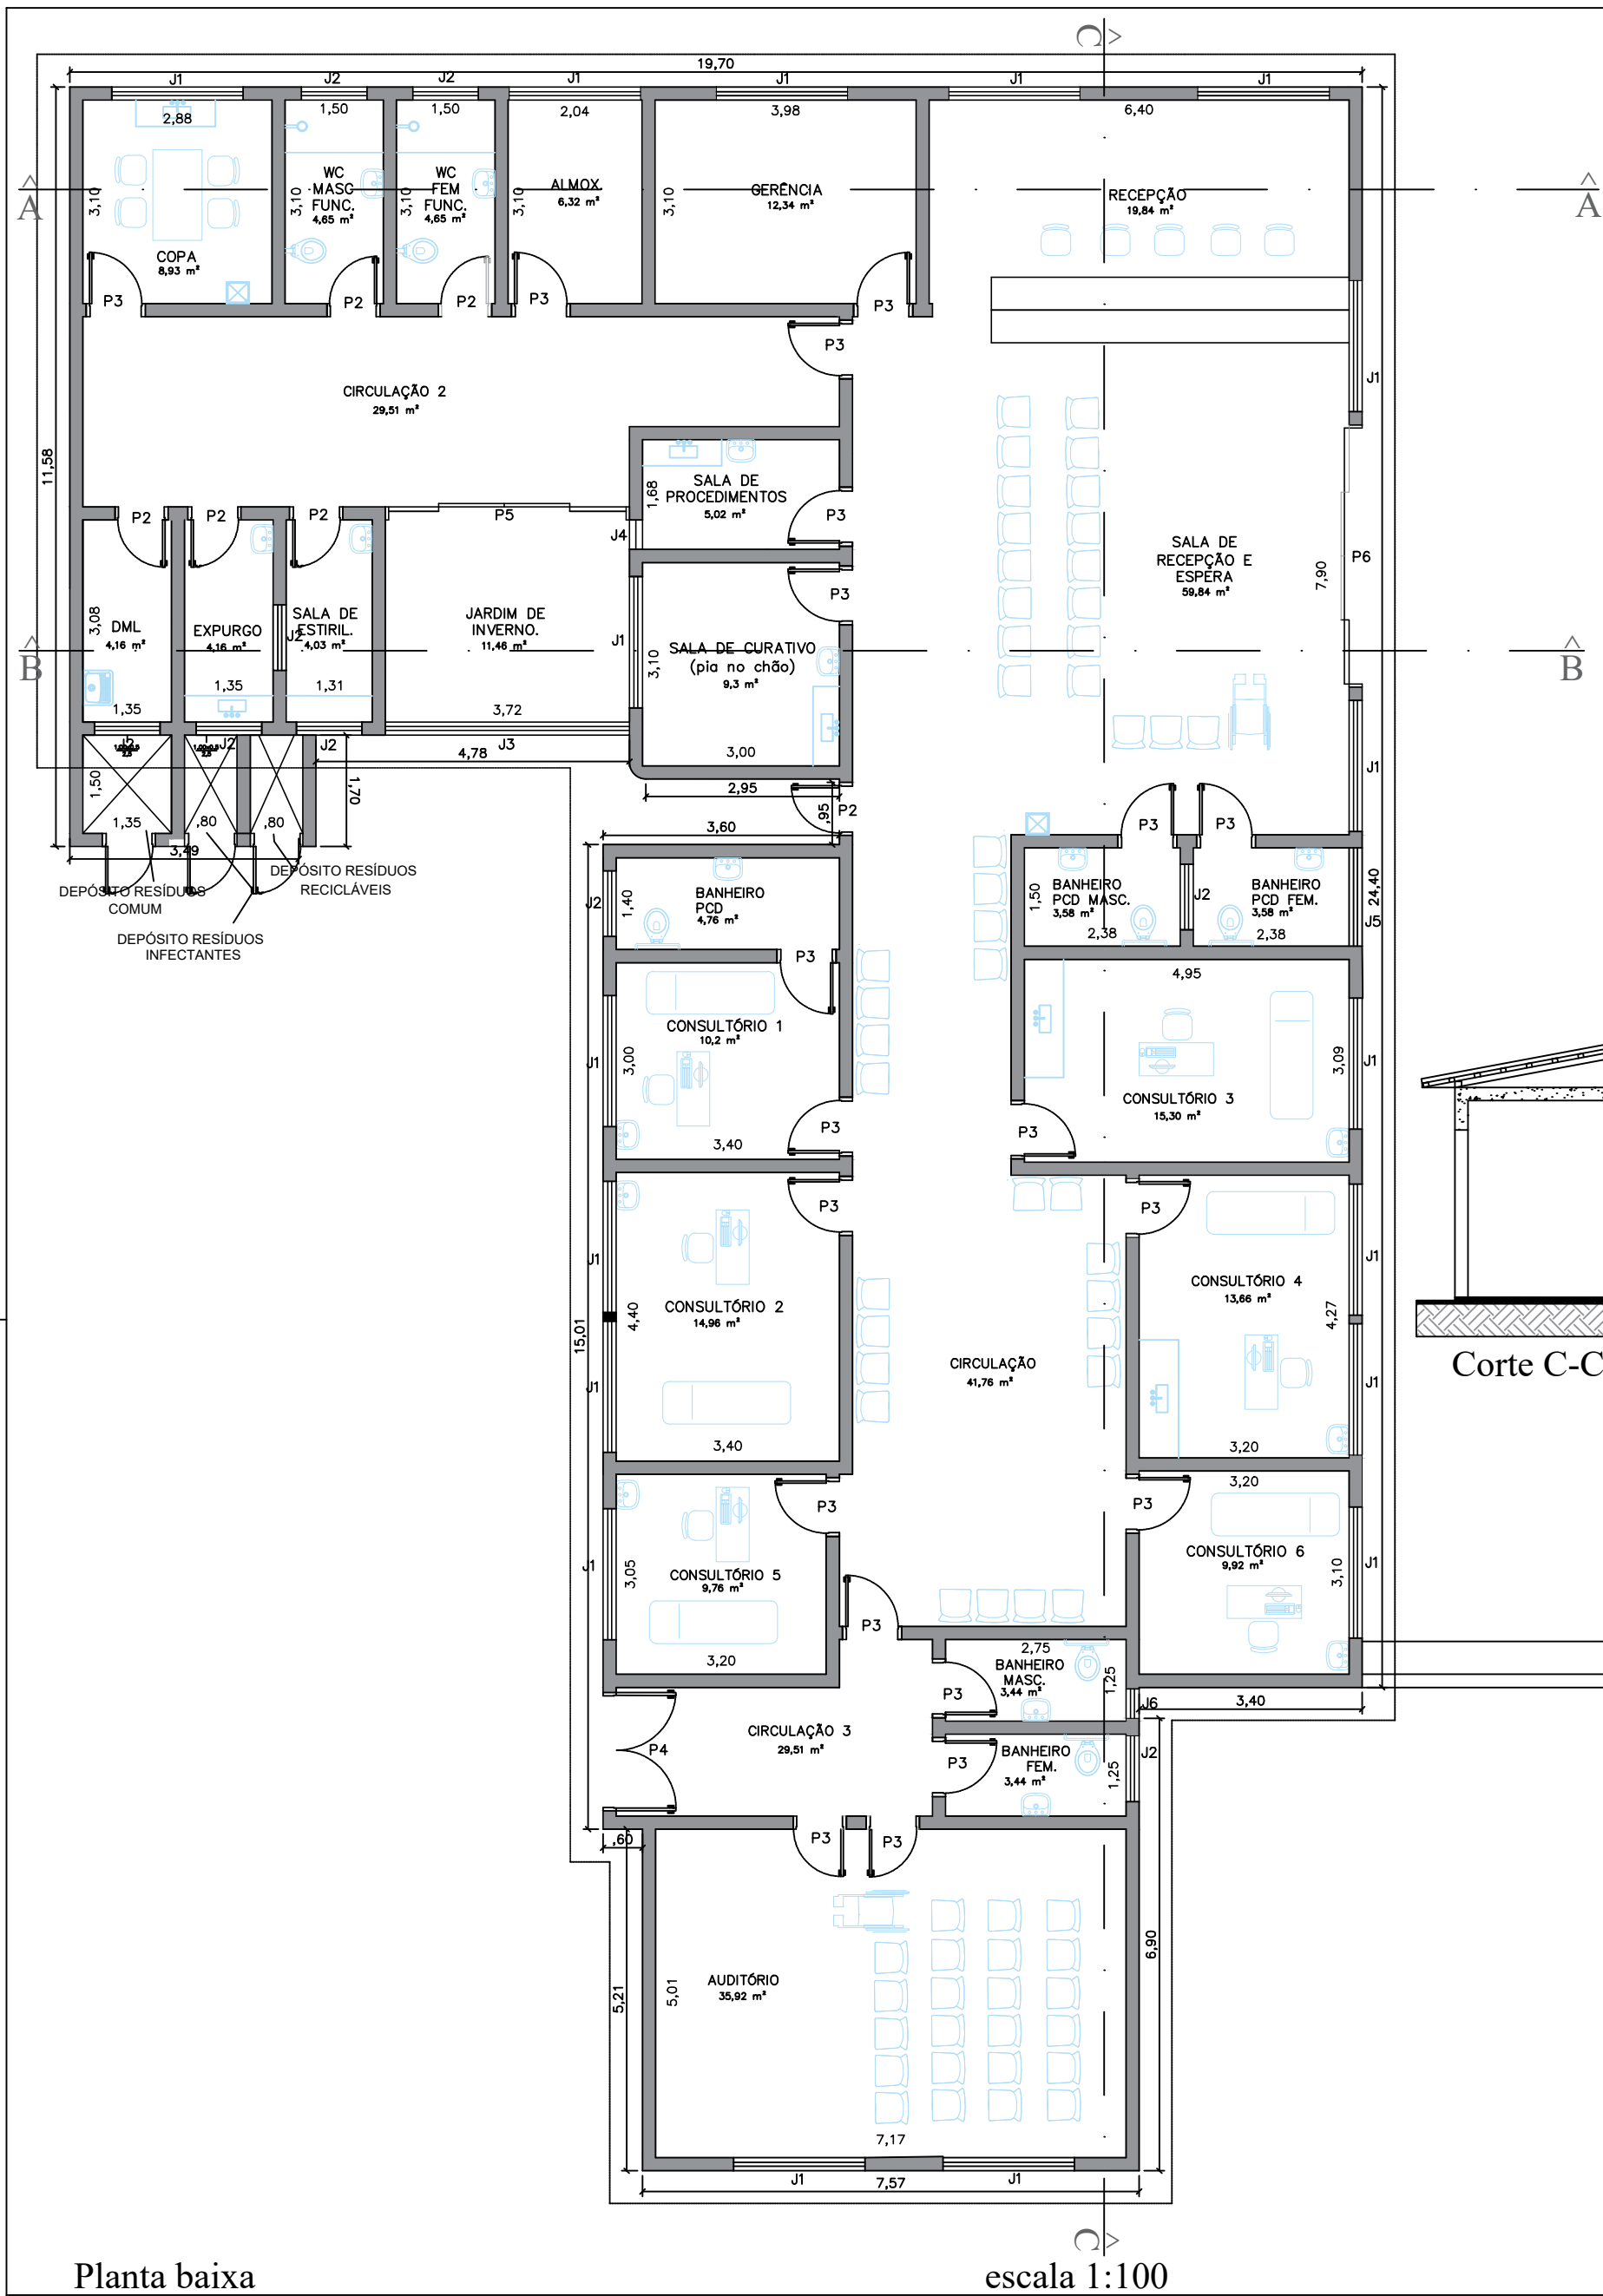 C
19,70
J1 J2 J2 J1 J1 J1 J1
2,88 1,50 1,50 2,04 3,98 6,40
A A
3,10 3,10 3,10 3,10 3,10
COPA
8,93 m²
WC
MASC
FUNC.
4,65 m²
WC
FEM
FUNC.
4,65 m²
ALMOX.
6,32 m²
GERÊNCIA
12,34 m²
RECEPÇÃO
19,84 m²
P3 P2 P2 P3 P3
P3
J1
CIRCULAÇÃO 2
29,51 m²
11,58
SALA DE
PROCEDIMENTOS
5,02 m²
1,68
P2 P2 P2 P5 J4 P3
SALA DE
RECEPÇÃO E
ESPERA
59,84 m²
7,90
P6
P3
DML
4,16 m²
3,08
EXPURGO
4,16 m²
J2
SALA DE
ESTIRIL.
4,03 m²
JARDIM DE
INVERNO.
11,46 m²
J1
SALA DE CURATIVO
(pia no chão)
9,3 m²
3,10
B B
1,35 1,35 1,31 3,72 3,00
J2 J2 J2 J3
4,78
J1
1,50 1,70
2,95
,95
P2
1,35 ,80 ,80
3,49
3,60
P3 P3
DEPÓSITO RESÍDUOS
RECICLÁVEIS
DEPÓSITO RESÍDUOS
COMUM
DEPÓSITO RESÍDUOS
INFECTANTES
J2
1,40
BANHEIRO
PCD
4,76 m²
P3
1,50
BANHEIRO
PCD MASC.
3,58 m²
2,38
J2
BANHEIRO
PCD FEM.
3,58 m²
2,38
J5
24,40
4,95
CONSULTÓRIO 1
10,2 m²
J1
3,00
3,40
P3
CONSULTÓRIO 3
15,30 m²
3,09
J1
P3
P3
P3
J1
CONSULTÓRIO 2
14,96 m²
4,40
15,01
J1
3,40
CIRCULAÇÃO
41,76 m²
CONSULTÓRIO 4
13,66 m²
4,27
J1
J1
3,20
Corte C-C
3,20
P3
P3
CONSULTÓRIO 5
9,76 m²
3,05
J1
3,20
CONSULTÓRIO 6
9,92 m²
3,10
J1
P3
2,75
BANHEIRO
MASC.
3,44 m²
1,25
P3
J6
3,40
CIRCULAÇÃO 3
29,51 m²
P4
BANHEIRO
FEM.
3,44 m²
1,25
P3
J2
,60
P3 P3
5,21
5,01
AUDITÓRIO
35,92 m²
6,90
7,17
J1 J1
7,57
C
Planta baixa
escala 1:100